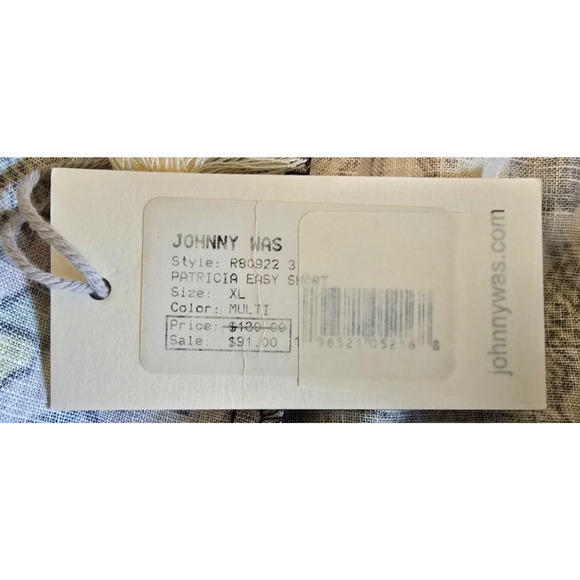 JOHNNY WAS
Style: R80922 3
PATRICIA EASY SHORT
Size: XL
Color: MULTI
Price: $130.00
Sale: $91.00
johnnywas.com